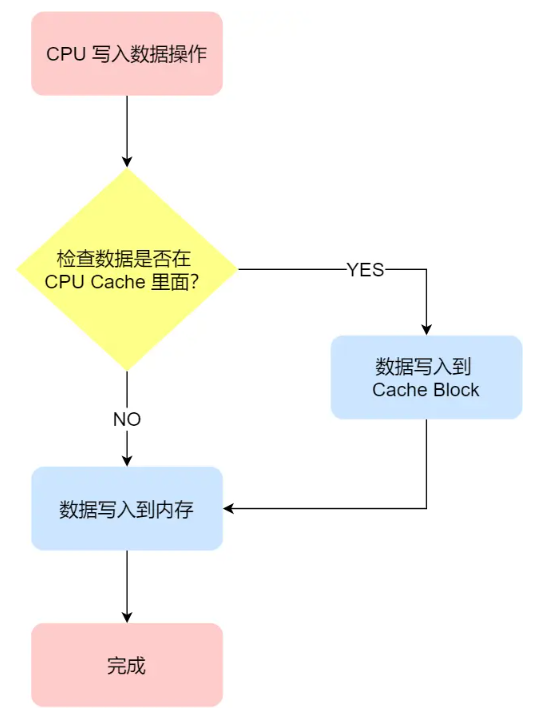 CPU 写入数据操作
检查数据是否在
CPU Cache 里面?
YES
数据写入到
Cache Block
NO
数据写入到内存
完成